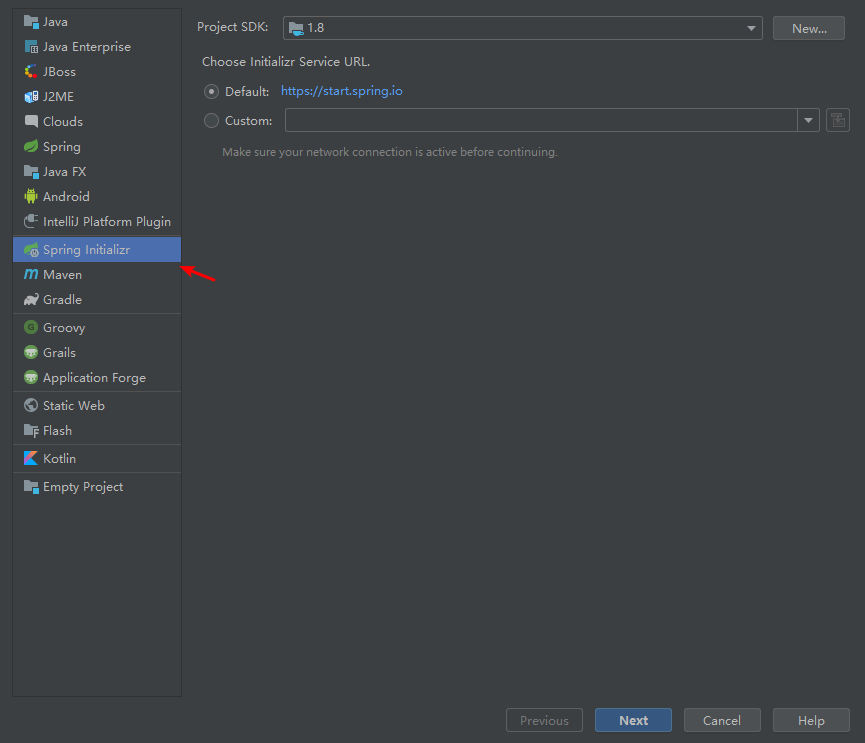 Java
Java Enterprise
JBoss
J2ME
Clouds
Spring
Java FX
Android
IntelliJ Platform Plugin
Spring Initializr
Maven
Gradle
Groovy
Grails
Application Forge
Static Web
Flash
Kotlin
Empty Project
Project SDK: 1.8 New...
Choose Initializr Service URL.
Default: https://start.spring.io
Custom:
Make sure your network connection is active before continuing.
Previous Next Cancel Help